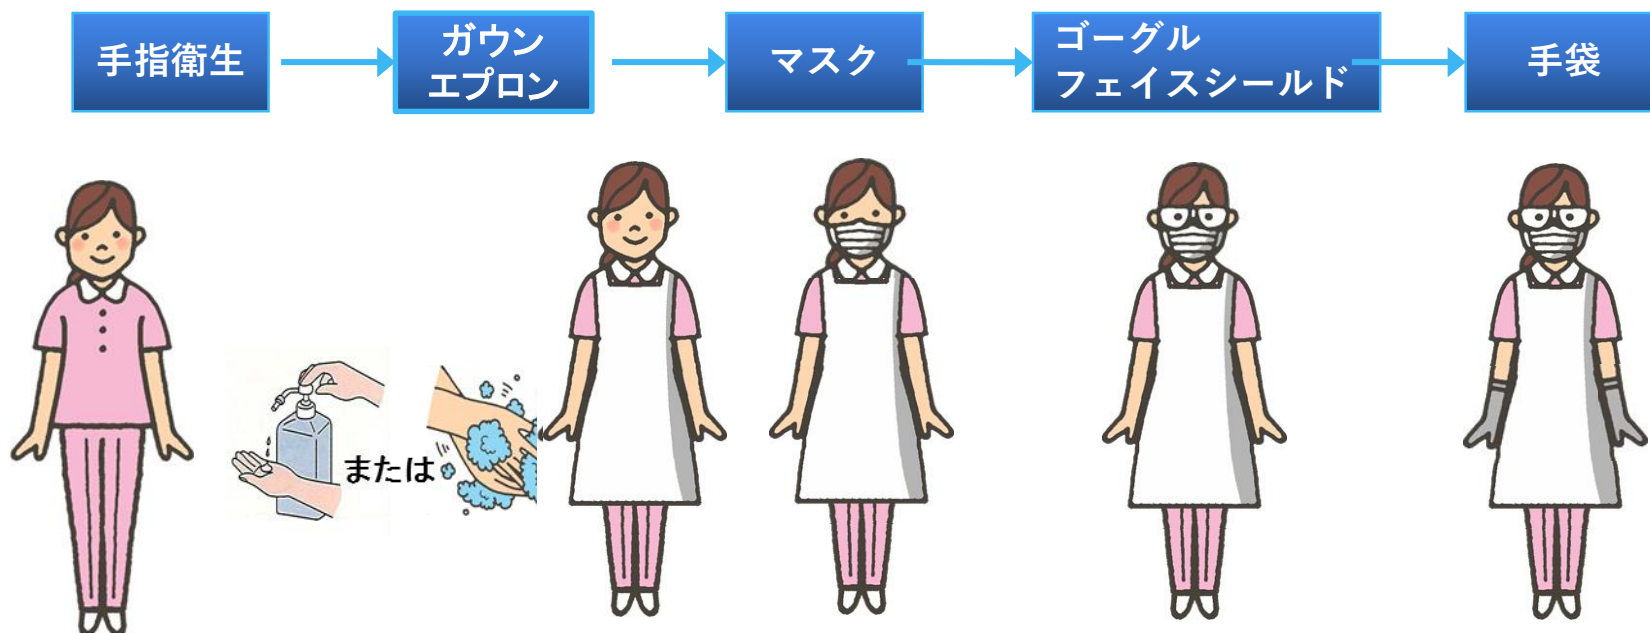 手指衛生
ガウン
エプロン
マスク
ゴーグル
フェイスシールド
手袋
または